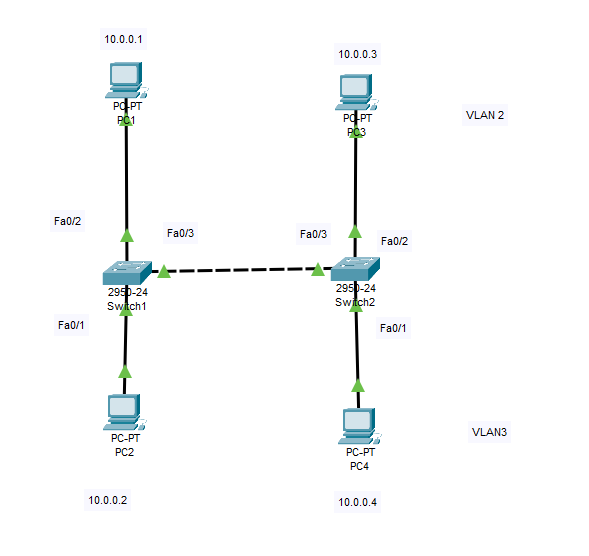 10.0.0.1
10.0.0.3
PC-PT
PC1
PC-PT
PC3
VLAN 2
Fa0/2
Fa0/3
Fa0/3
Fa0/2
2950-24
Switch1
2950-24
Switch2
Fa0/1
Fa0/1
PC-PT
PC2
PC-PT
PC4
VLAN3
10.0.0.2
10.0.0.4